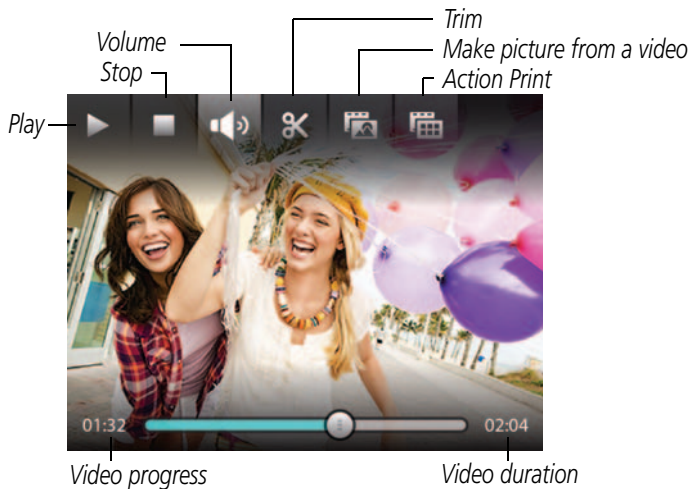 Trim
Volume
Make picture from a video
Stop
Action Print
Play
01:32
02:04
Video progress
Video duration